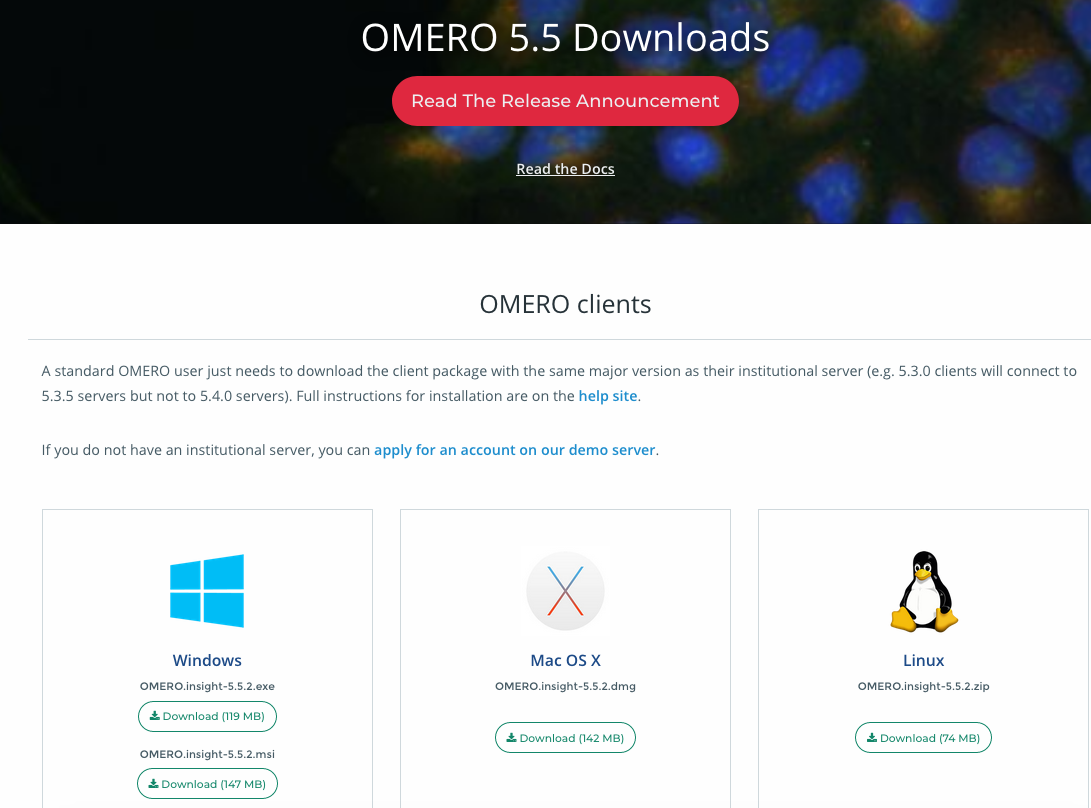 OMERO 5.5 Downloads
Read The Release Announcement
Read the Docs
OMERO clients
A standard OMERO user just needs to download the client package with the same major version as their institutional server (e.g. 5.3.0 clients will connect to
5.3.5 servers but not to 5.4.0 servers). Full instructions for installation are on the help site.
If you do not have an institutional server, you can apply for an account on our demo server.
Windows
OMERO.insight-5.5.2.exe
Download (119 MB)
OMERO.insight-5.5.2.msi
Download (147 MB)
Mac OS X
OMERO.insight-5.5.2.dmg
Download (142 MB)
Linux
OMERO.insight-5.5.2.zip
Download (74 MB)